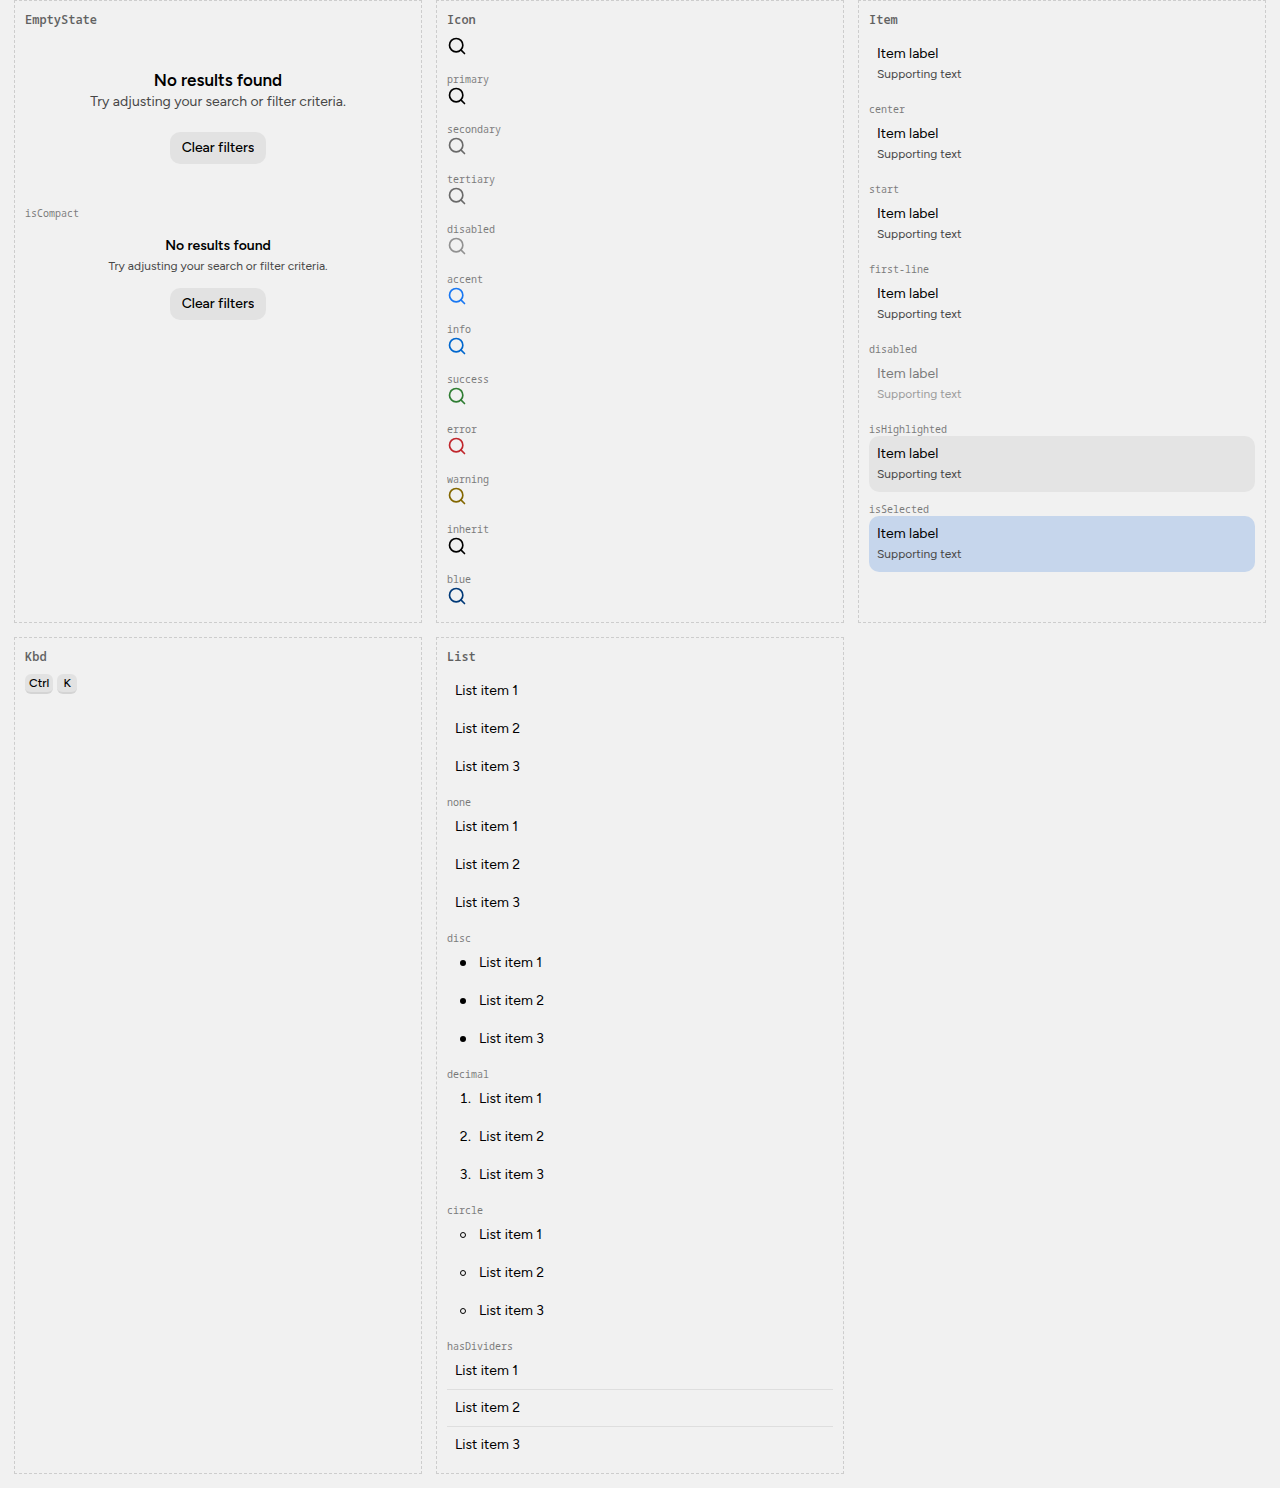 EmptyState
No results found
Try adjusting your search or filter criteria.
Clear filters
isCompact
No results found
Try adjusting your search or filter criteria.
Clear filters
Icon
primary
secondary
tertiary
disabled
accent
info
success
error
warning
inherit
blue
Item
Item label
Supporting text
center
Item label
Supporting text
start
Item label
Supporting text
first-line
Item label
Supporting text
disabled
Item label
Supporting text
isHighlighted
Item label
Supporting text
isSelected
Item label
Supporting text
Kbd
Ctrl K
List
List item 1
List item 2
List item 3
none
List item 1
List item 2
List item 3
disc
List item 1
List item 2
List item 3
decimal
1. List item 1
2. List item 2
3. List item 3
circle
List item 1
List item 2
List item 3
hasDividers
List item 1
List item 2
List item 3